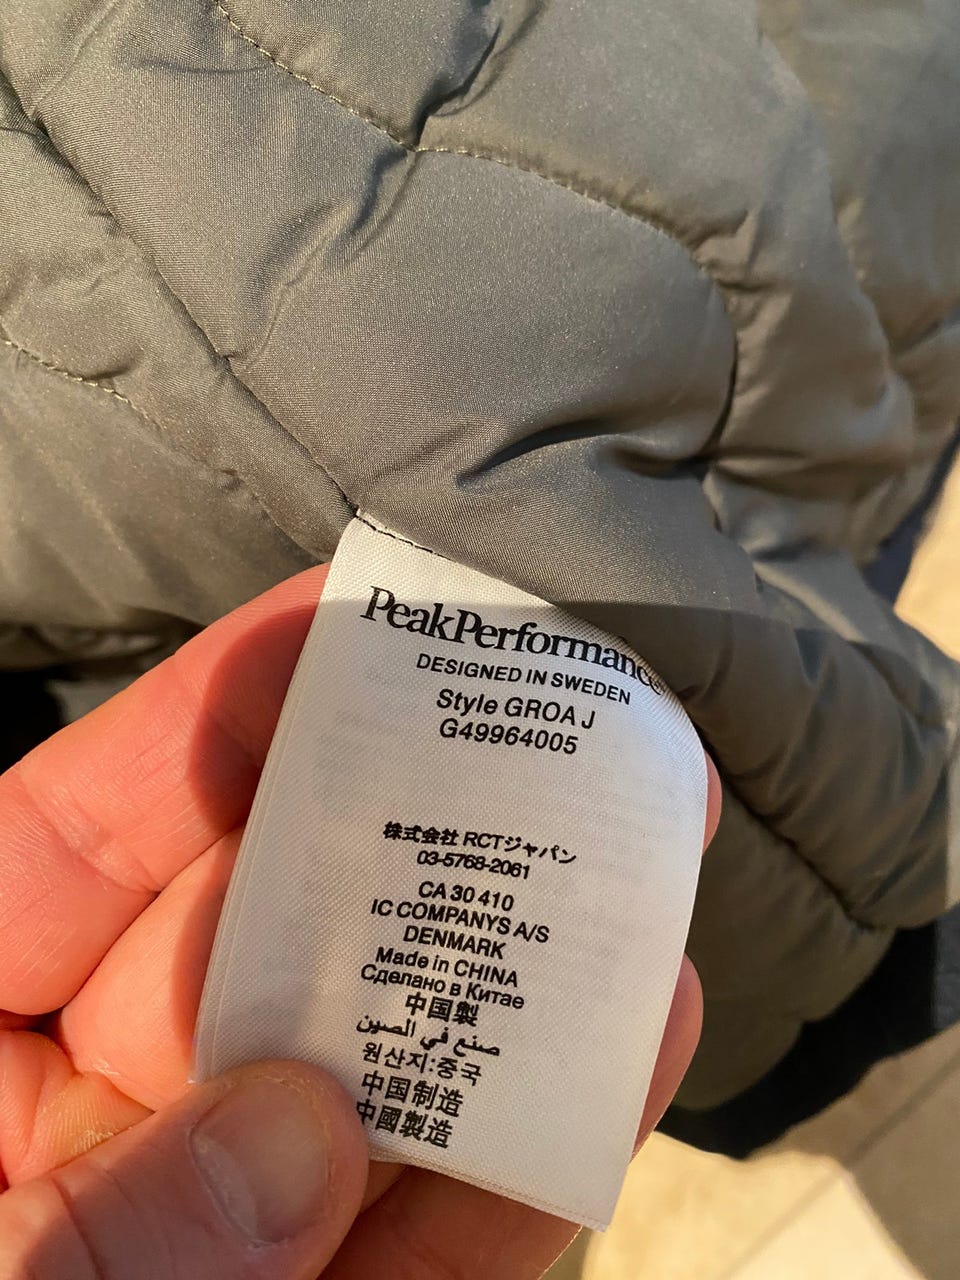 PeakPerformance®
DESIGNED IN SWEDEN
Style GROA J
G49964005
株式会社 RCTジャパン
03-5768-2061
CA 30 410
IC COMPANYS A/S
DENMARK
Made in CHINA
Сделано в Китае
中国製
صنع في الصين
원산지:중국
中国制造
中國製造